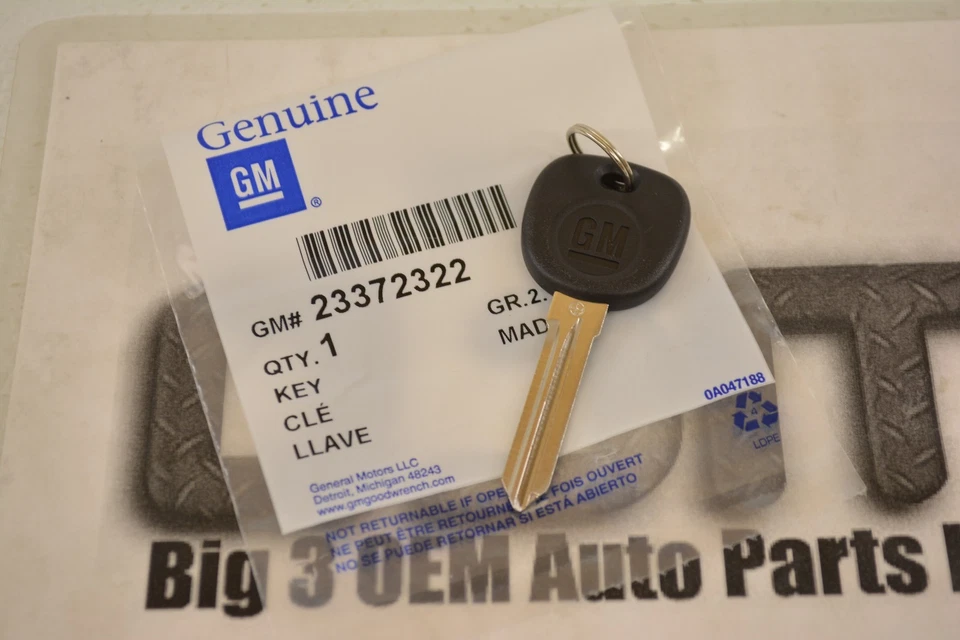 Genuine
GM
®
GM# 23372322
GR.2.
QTY. 1
MAD
KEY
CLÉ
LLAVE
GM
0A047188
LDPE
General Motors LLC
Detroit, Michigan 48243
www.gmgoodwrench.com
NOT RETURNABLE IF OPE FOIS OUVERT
NE PEUT ÊTRE RETOURNÉ
NO SE PUEDE RETORNAR SI ESTÁ ABIERTO
Big 3 OEM Auto Parts